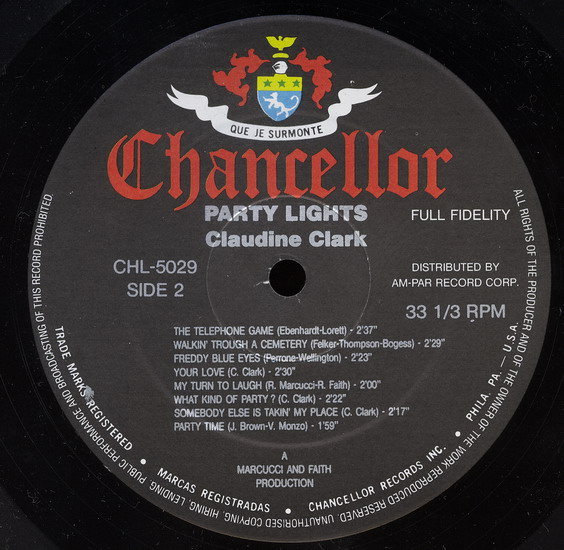 QUE JE SURMONTE
Chancellor
PARTY LIGHTS
FULL FIDELITY
Claudine Clark
CHL-5029
SIDE 2
DISTRIBUTED BY
AM-PAR RECORD CORP.
33 1/3 RPM
THE TELEPHONE GAME (Ebenhardt-Lorett) - 2'37"
WALKIN' TROUGH A CEMETERY (Felker-Thompson-Bogess) - 2'29"
FREDDY BLUE EYES (Perrone-Wellington) - 2'23"
YOUR LOVE (C. Clark) - 2'30"
MY TURN TO LAUGH (R. Marcucci-R. Faith) - 2'00"
WHAT KIND OF PARTY ? (C. Clark) - 2'22"
SOMEBODY ELSE IS TAKIN' MY PLACE (C. Clark) - 2'17"
PARTY TIME (J. Brown-V. Monzo) - 1'59"
A
MARCUCCI AND FAITH
PRODUCTION
TRADE MARKS REGISTERED • MARCAS REGISTRADAS • CHANCELLOR RECORDS INC. • PHILA. PA. — U.S.A.
ALL RIGHTS OF THE PRODUCER AND OF THE OWNER OF THE WORK REPRODUCED RESERVED. UNAUTHORISED COPYING, HIRING, LENDING, PUBLIC PERFORMANCE AND BROADCASTING OF THIS RECORD PROHIBITED.